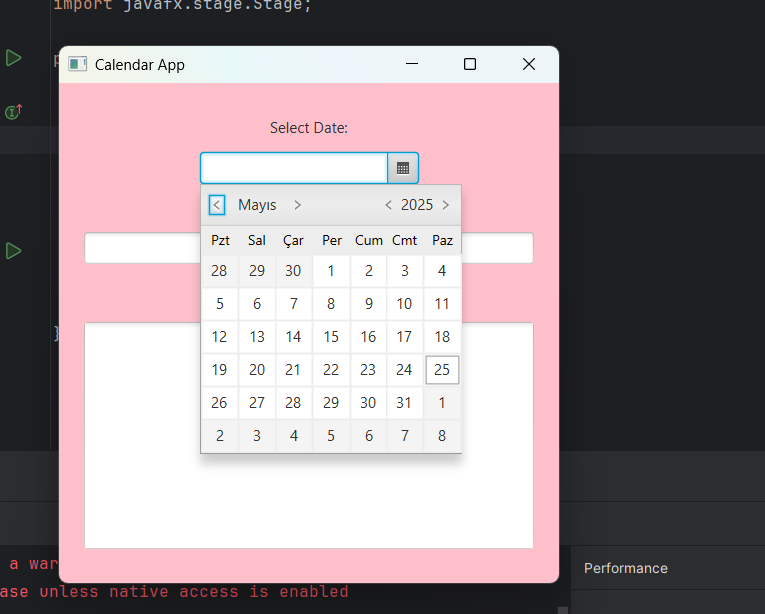 import javafx.stage.Stage;
p
Calendar App
Select Date:
< Mayıs > < 2025 >
Pzt Sal Çar Per Cum Cmt Paz
28 29 30 1 2 3 4
5 6 7 8 9 10 11
12 13 14 15 16 17 18
19 20 21 22 23 24 25
26 27 28 29 30 31 1
2 3 4 5 6 7 8
}
a war
ase unless native access is enabled
Performance